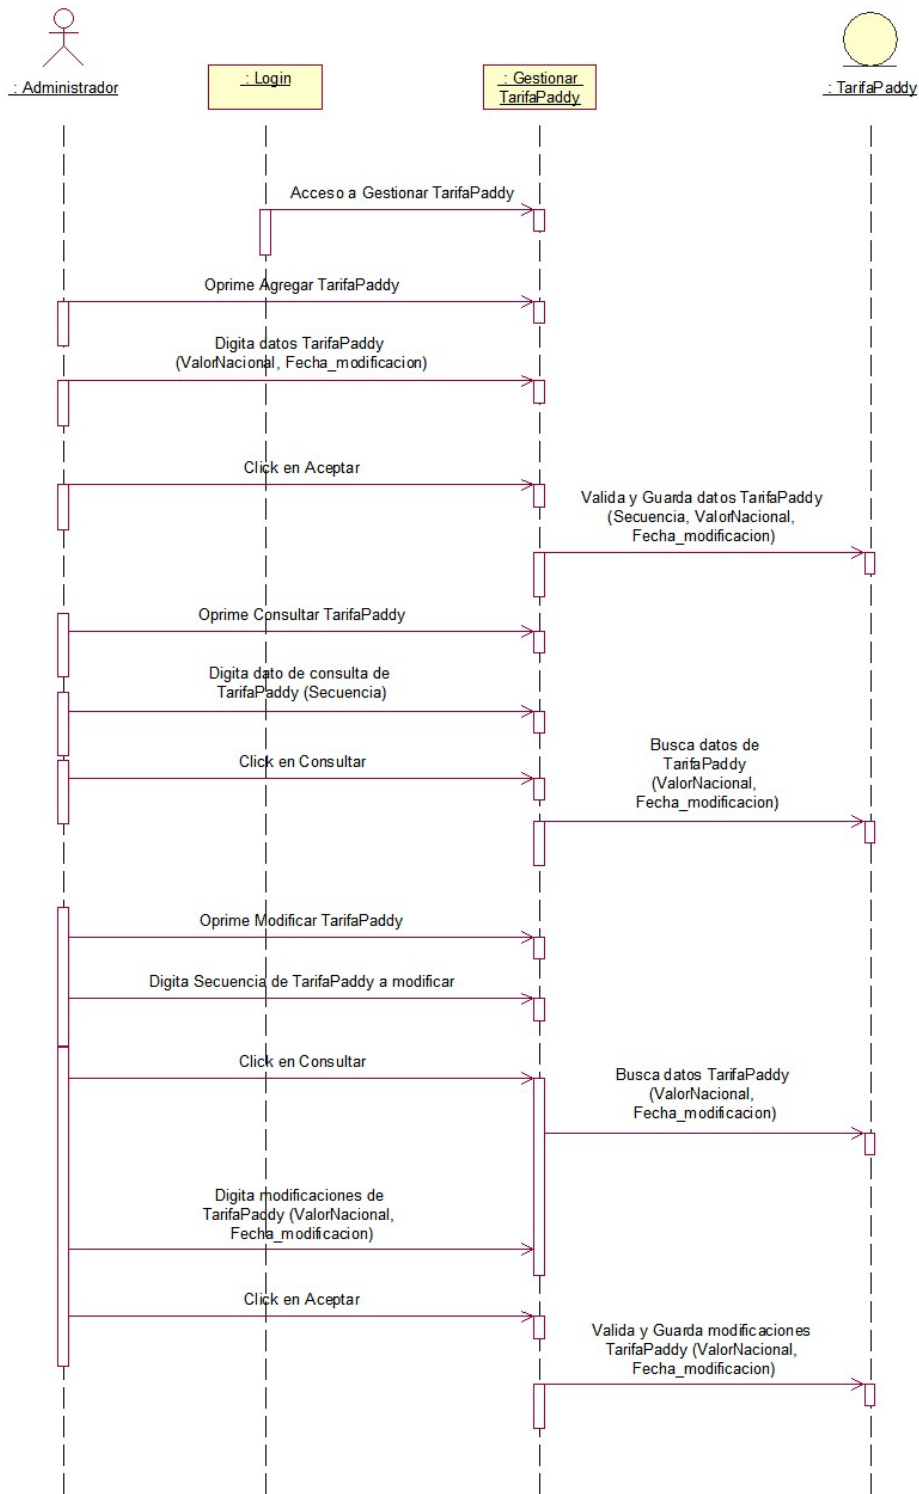 : Administrador
: Login
: Gestionar
TarifaPaddy
: TarifaPaddy
Acceso a Gestionar TarifaPaddy
Oprime Agregar TarifaPaddy
Digita datos TarifaPaddy
(ValorNacional, Fecha_modificacion)
Click en Aceptar
Valida y Guarda datos TarifaPaddy
(Secuencia, ValorNacional,
Fecha_modificacion)
Oprime Consultar TarifaPaddy
Digita dato de consulta de
TarifaPaddy (Secuencia)
Click en Consultar
Busca datos de
TarifaPaddy
(ValorNacional,
Fecha_modificacion)
Oprime Modificar TarifaPaddy
Digita Secuencia de TarifaPaddy a modificar
Click en Consultar
Busca datos TarifaPaddy
(ValorNacional,
Fecha_modificacion)
Digita modificaciones de
TarifaPaddy (ValorNacional,
Fecha_modificacion)
Click en Aceptar
Valida y Guarda modificaciones
TarifaPaddy (ValorNacional,
Fecha_modificacion)